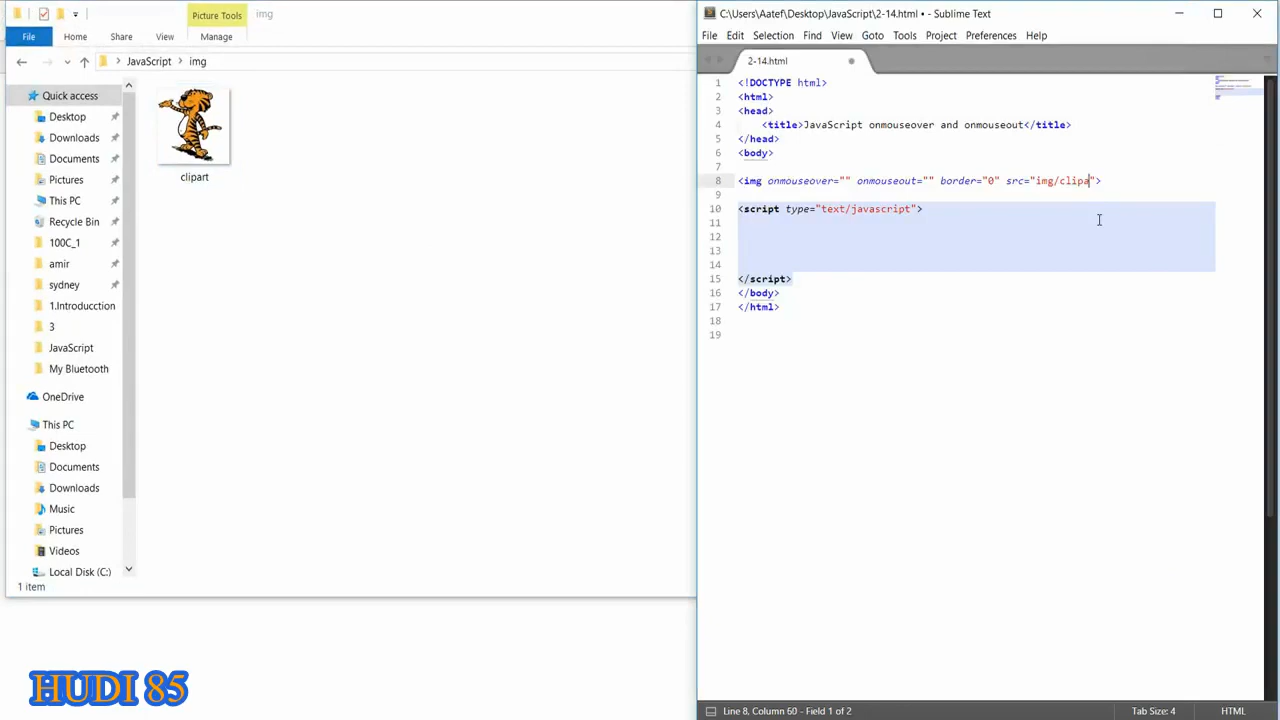 Picture Tools
img
File
Home
Share
View
Manage
JavaScript
img
Quick access
Desktop
Downloads
Documents
Pictures
This PC
Recycle Bin
100C_1
amir
sydney
1.Introducction
3
JavaScript
My Bluetooth
OneDrive
This PC
Desktop
Documents
Downloads
Music
Pictures
Videos
Local Disk (C:)
1 item
clipart
HUDI 85
C:\Users\Aatef\Desktop\JavaScript\2-14.html • - Sublime Text
File Edit Selection Find View Goto Tools Project Preferences Help
2-14.html
1 <!DOCTYPE html>
2 <html>
3 <head>
4 <title>JavaScript onmouseover and onmouseout</title>
5 </head>
6 <body>
7
8 <img onmouseover="" onmouseout="" border="0" src="img/clipa">
9
10 <script type="text/javascript">
11
12
13
14
15 </script>
16 </body>
17 </html>
18
19
Line 8, Column 60 - Field 1 of 2
Tab Size: 4
HTML